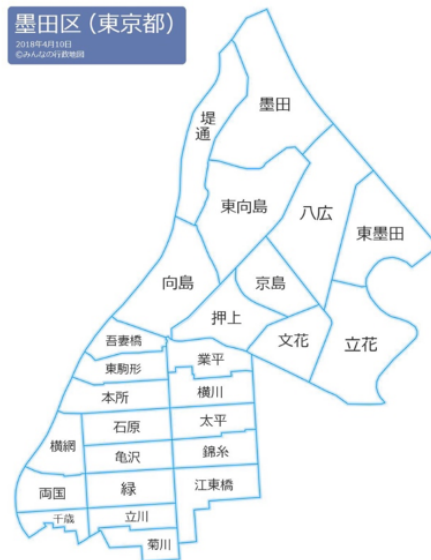 墨田区（東京都）
2018年4月10日
©みんなの行政地図
墨田
堤通
東向島
八広
東墨田
向島
京島
押上
文花
立花
吾妻橋
業平
東駒形
横川
本所
太平
石原
横網
亀沢
錦糸
両国
緑
江東橋
千歳
立川
菊川